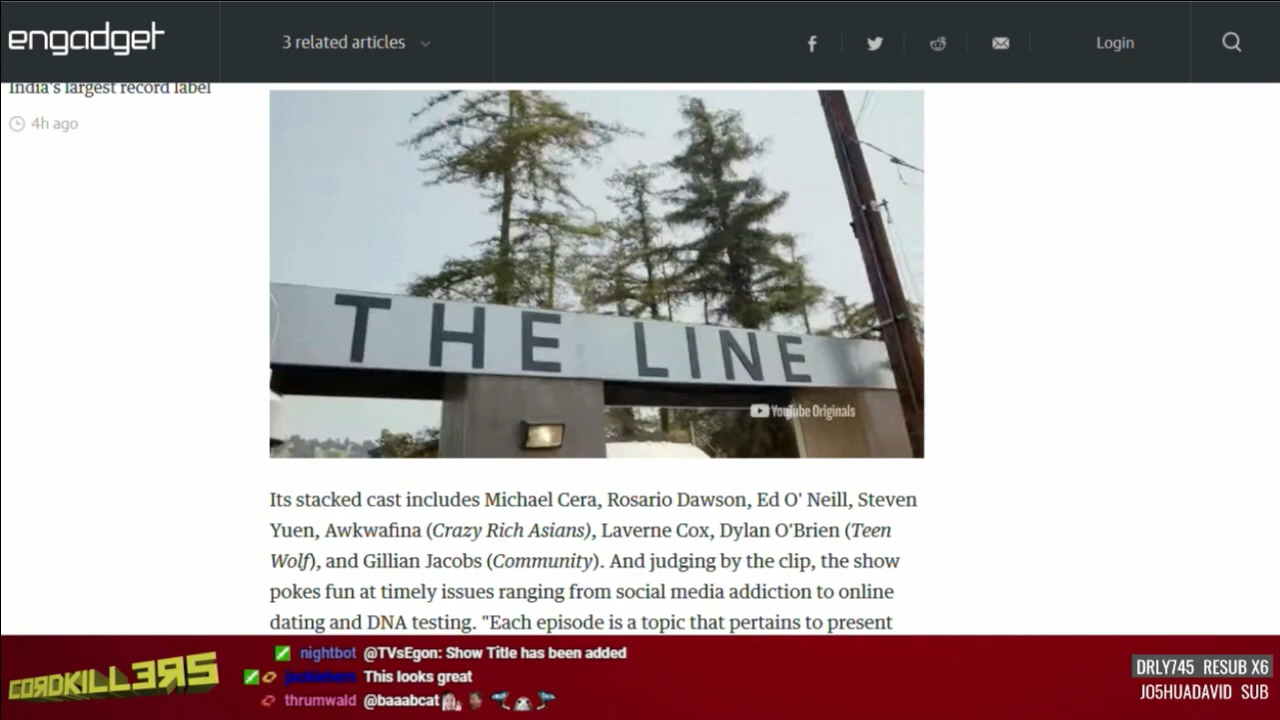 engadget
3 related articles
Login
India's largest record label
4h ago
THE LINE
YouTube Originals
Its stacked cast includes Michael Cera, Rosario Dawson, Ed O' Neill, Steven
Yuen, Awkwafina (Crazy Rich Asians), Laverne Cox, Dylan O'Brien (Teen
Wolf), and Gillian Jacobs (Community). And judging by the clip, the show
pokes fun at timely issues ranging from social media addiction to online
dating and DNA testing. "Each episode is a topic that pertains to present
CORDKILLERS
nightbot @TVsEgon: Show Title has been added
This looks great
thrumwald @baaabcat
DRLY745 RESUB X6
JO5HUADAVID SUB